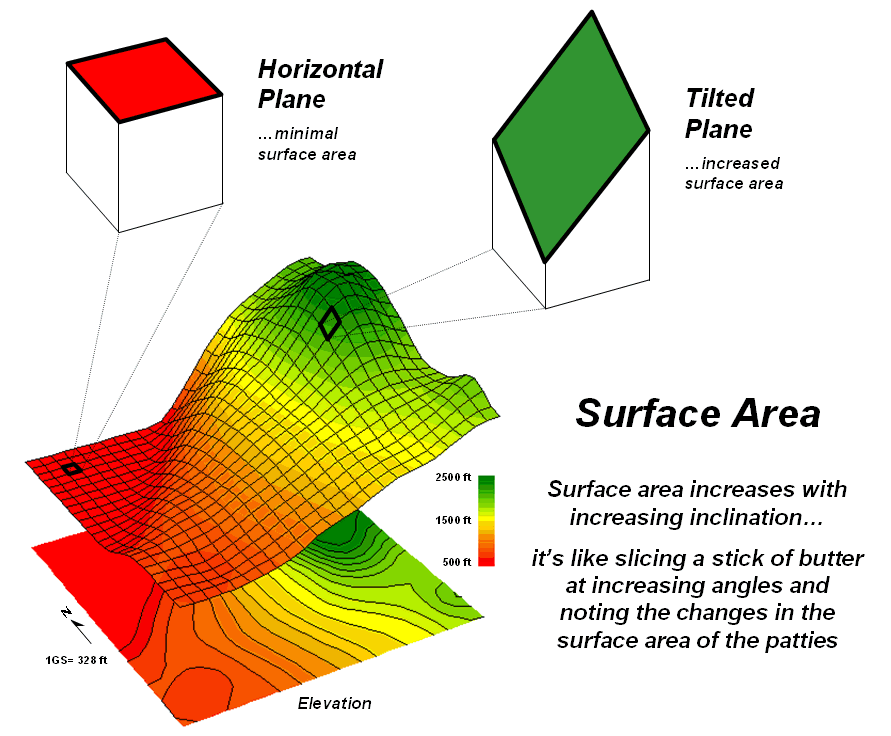 Horizontal
Plane
…minimal
surface area
Tilted
Plane
…increased
surface area
Surface Area
Surface area increases with
increasing inclination…
it's like slicing a stick of butter
at increasing angles and
noting the changes in the
surface area of the patties
2500 ft
1500 ft
500 ft
N
1GS= 328 ft
Elevation